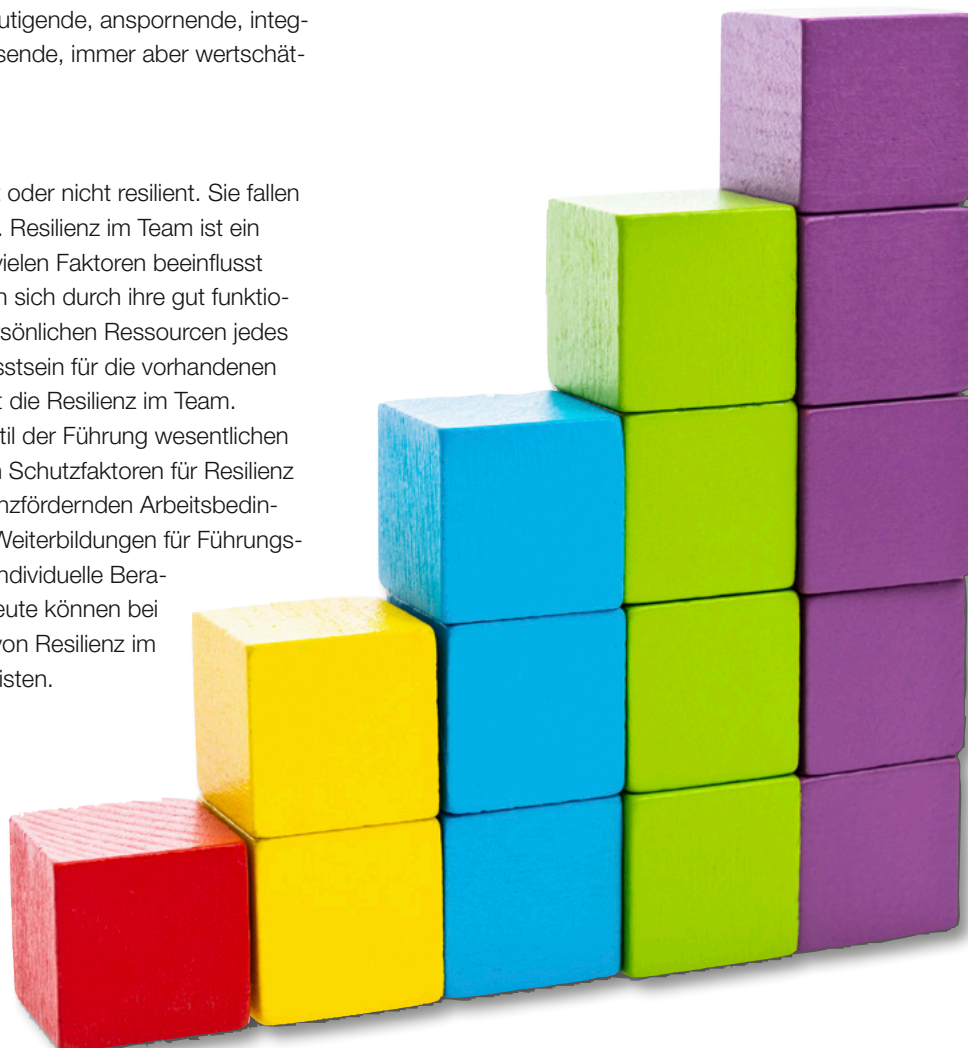 utigende, anspornende, integ-
sende, immer aber wertschät-
oder nicht resilient. Sie fallen
. Resilienz im Team ist ein
vielen Faktoren beeinflusst
sich durch ihre gut funktio-
rsönlichen Ressourcen jedes
sstsein für die vorhandenen
die Resilienz im Team.
til der Führung wesentlichen
Schutzfaktoren für Resilienz
nzfördernden Arbeitsbedin-
Weiterbildungen für Führungs-
ndividuelle Bera-
eute können bei
von Resilienz im
isten.